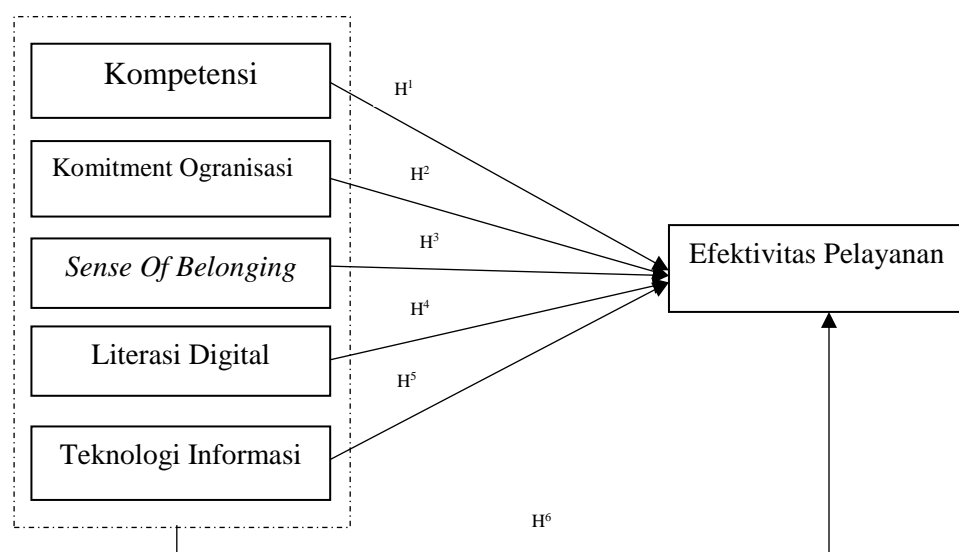 Kompetensi
H¹
Komitment Ogranisasi
H²
Sense Of Belonging
H³
Efektivitas Pelayanan
Literasi Digital
H⁴
Teknologi Informasi
H⁵
H⁶